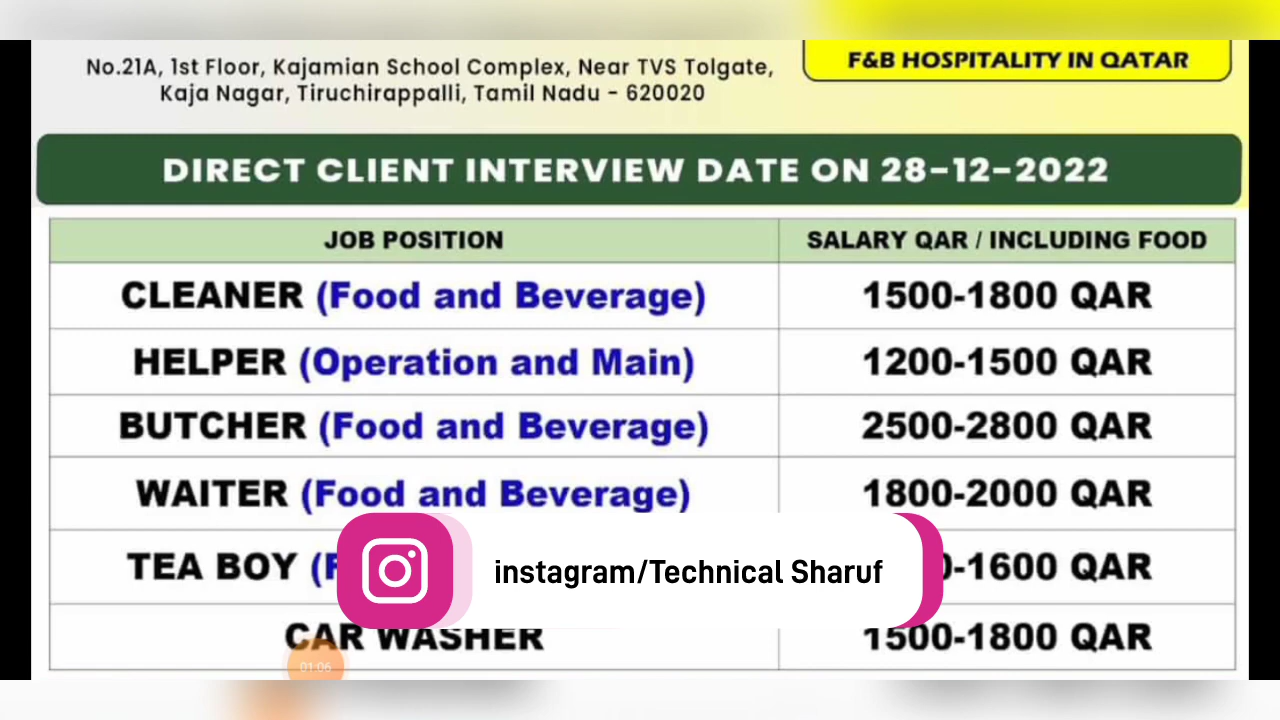 No.21A, 1st Floor, Kajamian School Complex, Near TVS Tolgate,
Kaja Nagar, Tiruchirappalli, Tamil Nadu - 620020
F&B HOSPITALITY IN QATAR
DIRECT CLIENT INTERVIEW DATE ON 28-12-2022
JOB POSITION SALARY QAR / INCLUDING FOOD
CLEANER (Food and Beverage) 1500-1800 QAR
HELPER (Operation and Main) 1200-1500 QAR
BUTCHER (Food and Beverage) 2500-2800 QAR
WAITER (Food and Beverage) 1800-2000 QAR
TEA BOY -1600 QAR
instagram/Technical Sharuf
CAR WASHER 1500-1800 QAR
01:06